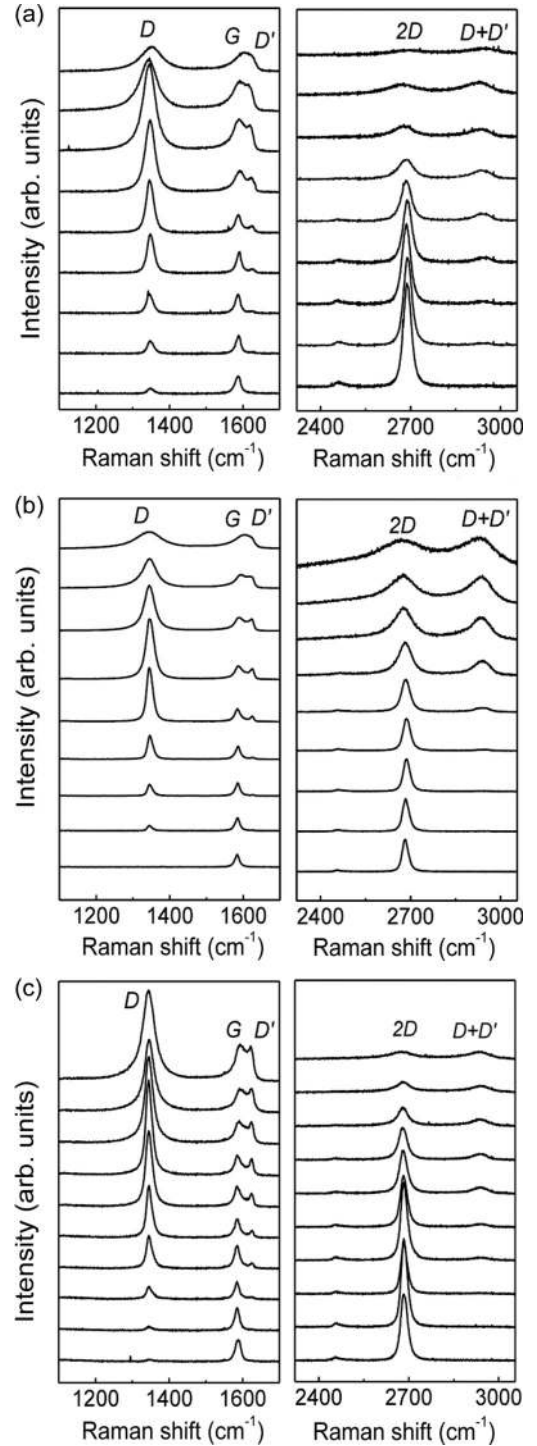 (a)
D
G D'
2D
D+D'
Intensity (arb. units)
1200 1400 1600
2400 2700 3000
Raman shift (cm⁻¹)
Raman shift (cm⁻¹)
(b)
D
G D'
2D
D+D'
Intensity (arb. units)
1200 1400 1600
2400 2700 3000
Raman shift (cm⁻¹)
Raman shift (cm⁻¹)
(c)
D
G D'
2D
D+D'
Intensity (arb. units)
1200 1400 1600
2400 2700 3000
Raman shift (cm⁻¹)
Raman shift (cm⁻¹)